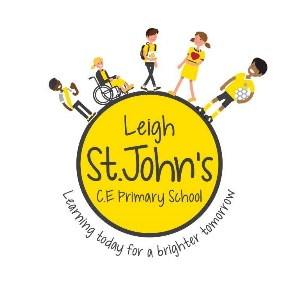 Leigh
St.John's
C.E Primary School
Learning today for a brighter tomorrow